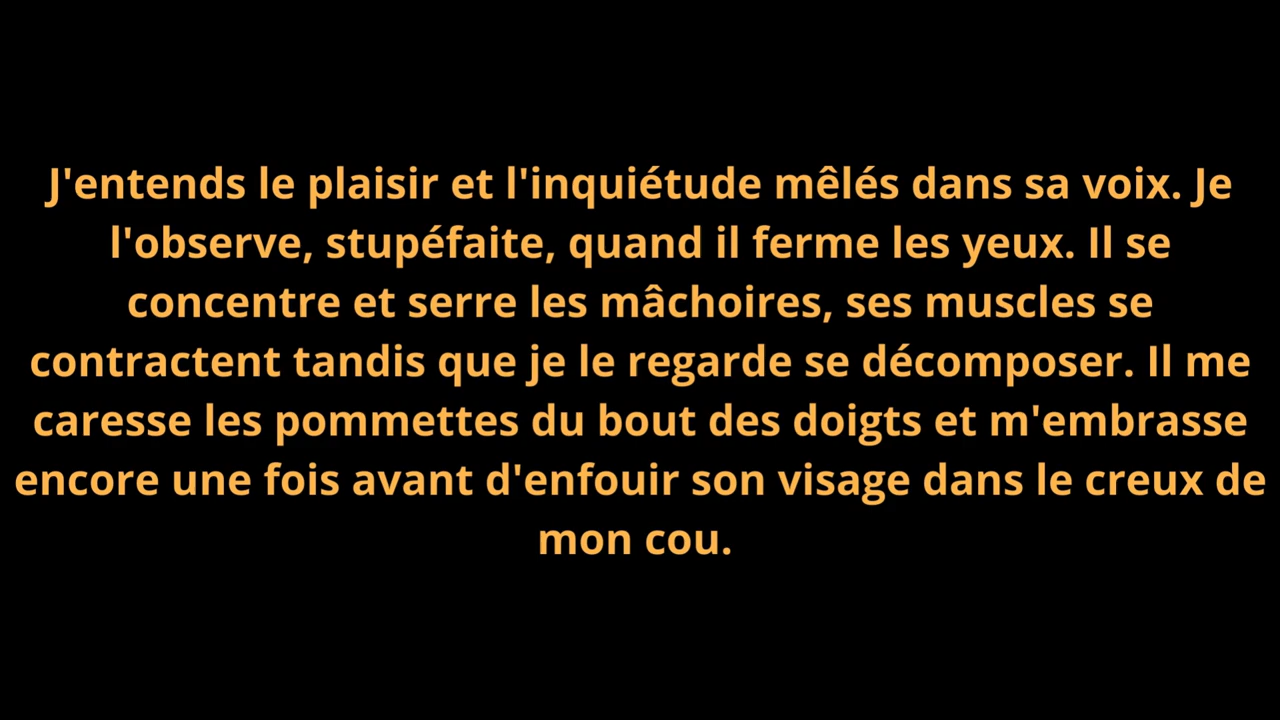 J'entends le plaisir et l'inquiétude mêlés dans sa voix. Je
l'observe, stupéfaite, quand il ferme les yeux. Il se
concentre et serre les mâchoires, ses muscles se
contractent tandis que je le regarde se décomposer. Il me
caresse les pommettes du bout des doigts et m'embrasse
encore une fois avant d'enfouir son visage dans le creux de
mon cou.